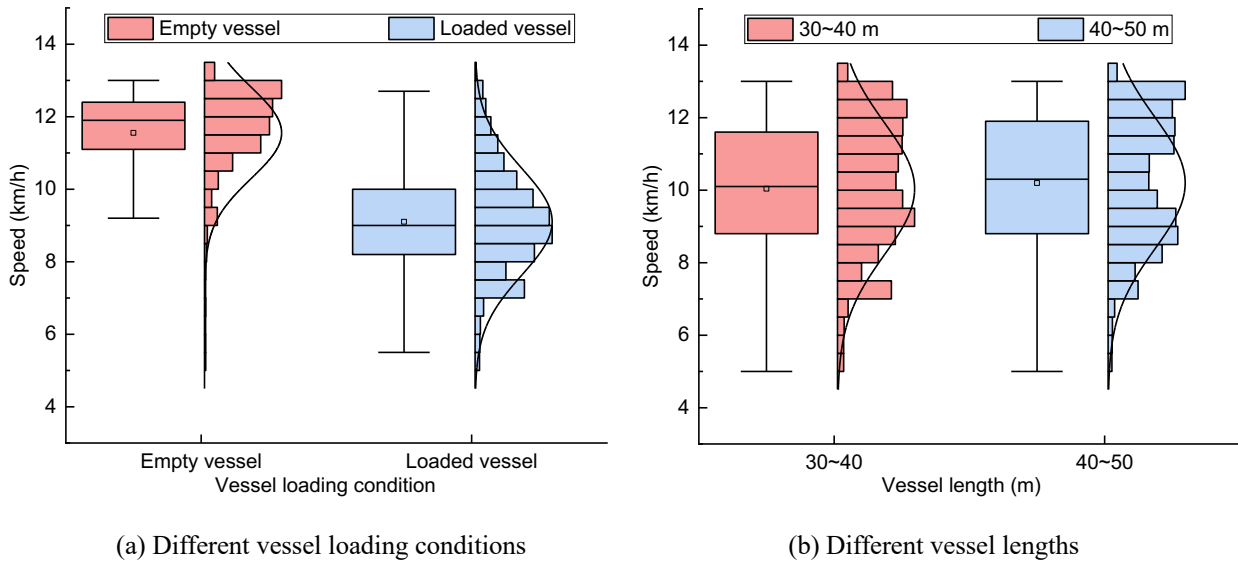 Empty vessel
Loaded vessel
14
12
10
8
6
4
Speed (km/h)
Empty vessel
Loaded vessel
Vessel loading condition
(a) Different vessel loading conditions
30~40 m
40~50 m
14
12
10
8
6
4
Speed (km/h)
30~40
40~50
Vessel length (m)
(b) Different vessel lengths